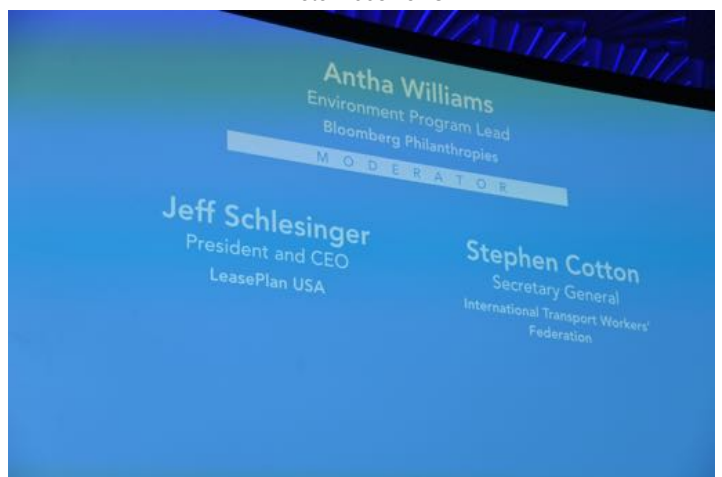 Antha Williams
Environment Program Lead
Bloomberg Philanthropies
MODERATOR
Jeff Schlesinger
President and CEO
LeasePlan USA
Stephen Cotton
Secretary General
International Transport Workers'
Federation